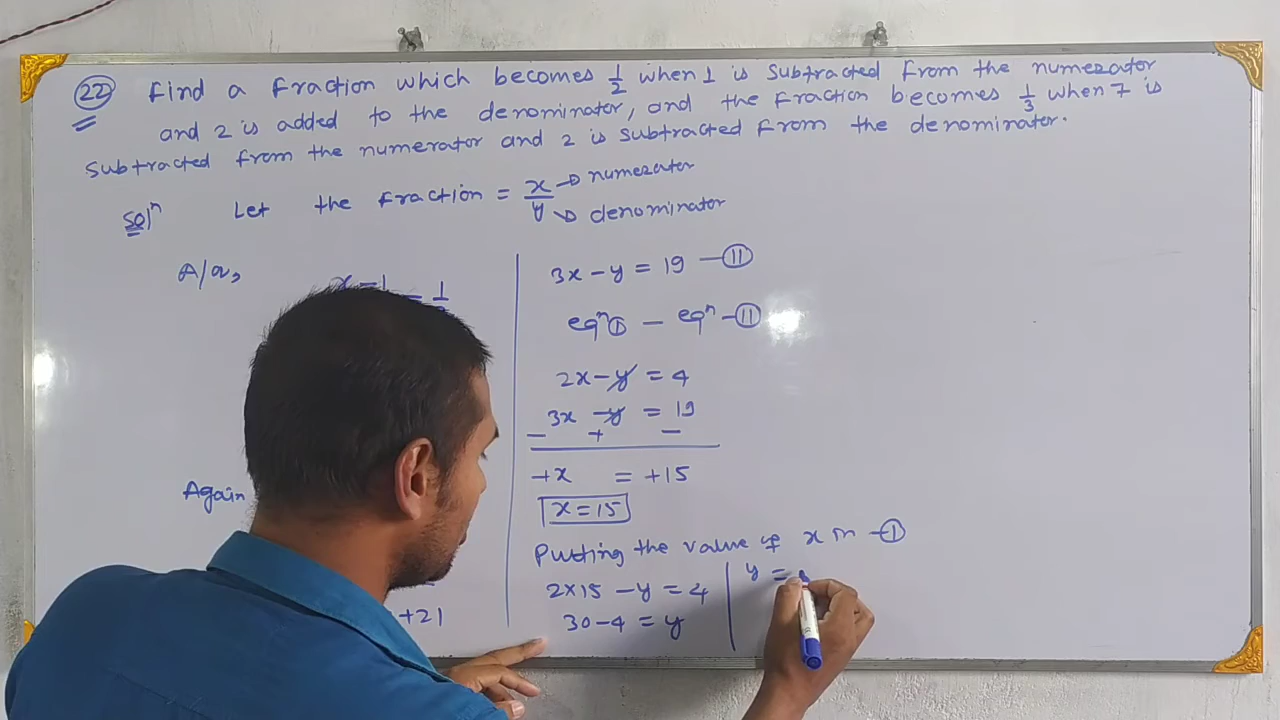 22 Find a fraction which becomes 1/2 when 1 is subtracted from the numerator
and 2 is added to the denominator, and the fraction becomes 1/3 when 7 is
subtracted from the numerator and 2 is subtracted from the denominator.
Solⁿ Let the fraction = x/y → numerator
→ denominator
A/q,
Again
+21
3x - y = 19 — II
eqⁿ I — eqⁿ - II
2x - y = 4
3x - y = 19
- + -
+x = +15
x = 15
Putting the value of x in - I
2×15 - y = 4
30 - 4 = y
y =